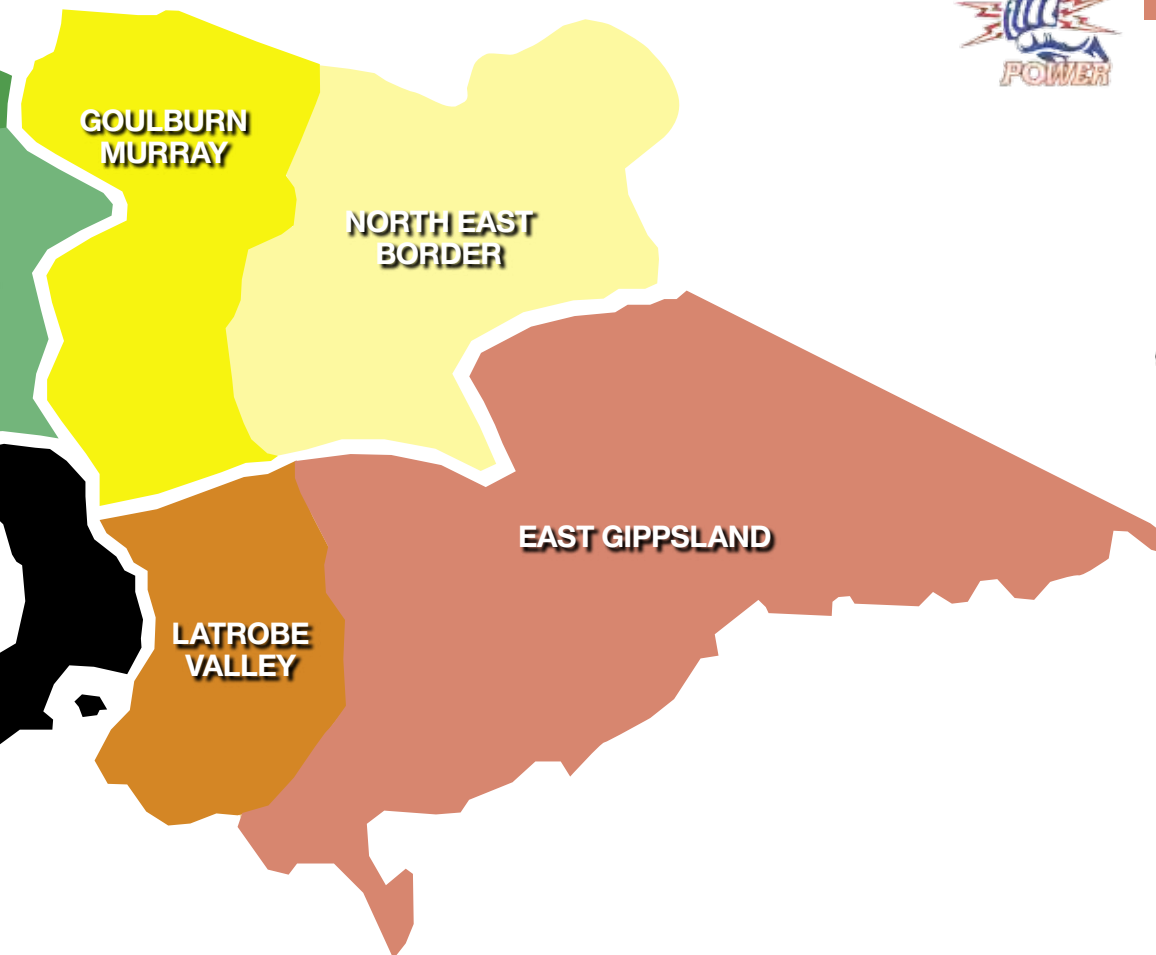 POWER
GOULBURN
MURRAY
NORTH EAST
BORDER
EAST GIPPSLAND
LATROBE
VALLEY